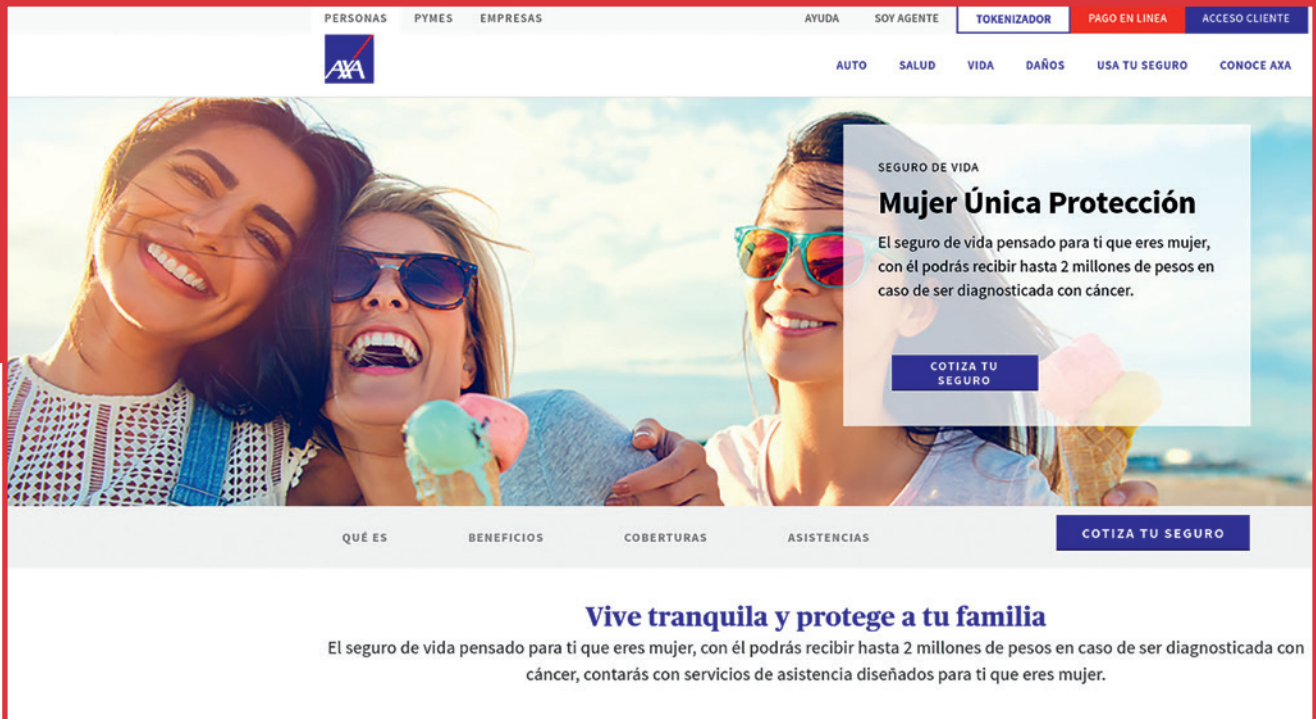 PERSONAS PYMES EMPRESAS AYUDA SOY AGENTE TOKENIZADOR PAGO EN LINEA ACCESO CLIENTE
AXA
AUTO SALUD VIDA DAÑOS USA TU SEGURO CONOCE AXA
SEGURO DE VIDA
Mujer Única Protección
El seguro de vida pensado para ti que eres mujer,
con él podrás recibir hasta 2 millones de pesos en
caso de ser diagnosticada con cáncer.
COTIZA TU
SEGURO
QUÉ ES BENEFICIOS COBERTURAS ASISTENCIAS COTIZA TU SEGURO
Vive tranquila y protege a tu familia
El seguro de vida pensado para ti que eres mujer, con él podrás recibir hasta 2 millones de pesos en caso de ser diagnosticada con
cáncer, contarás con servicios de asistencia diseñados para ti que eres mujer.